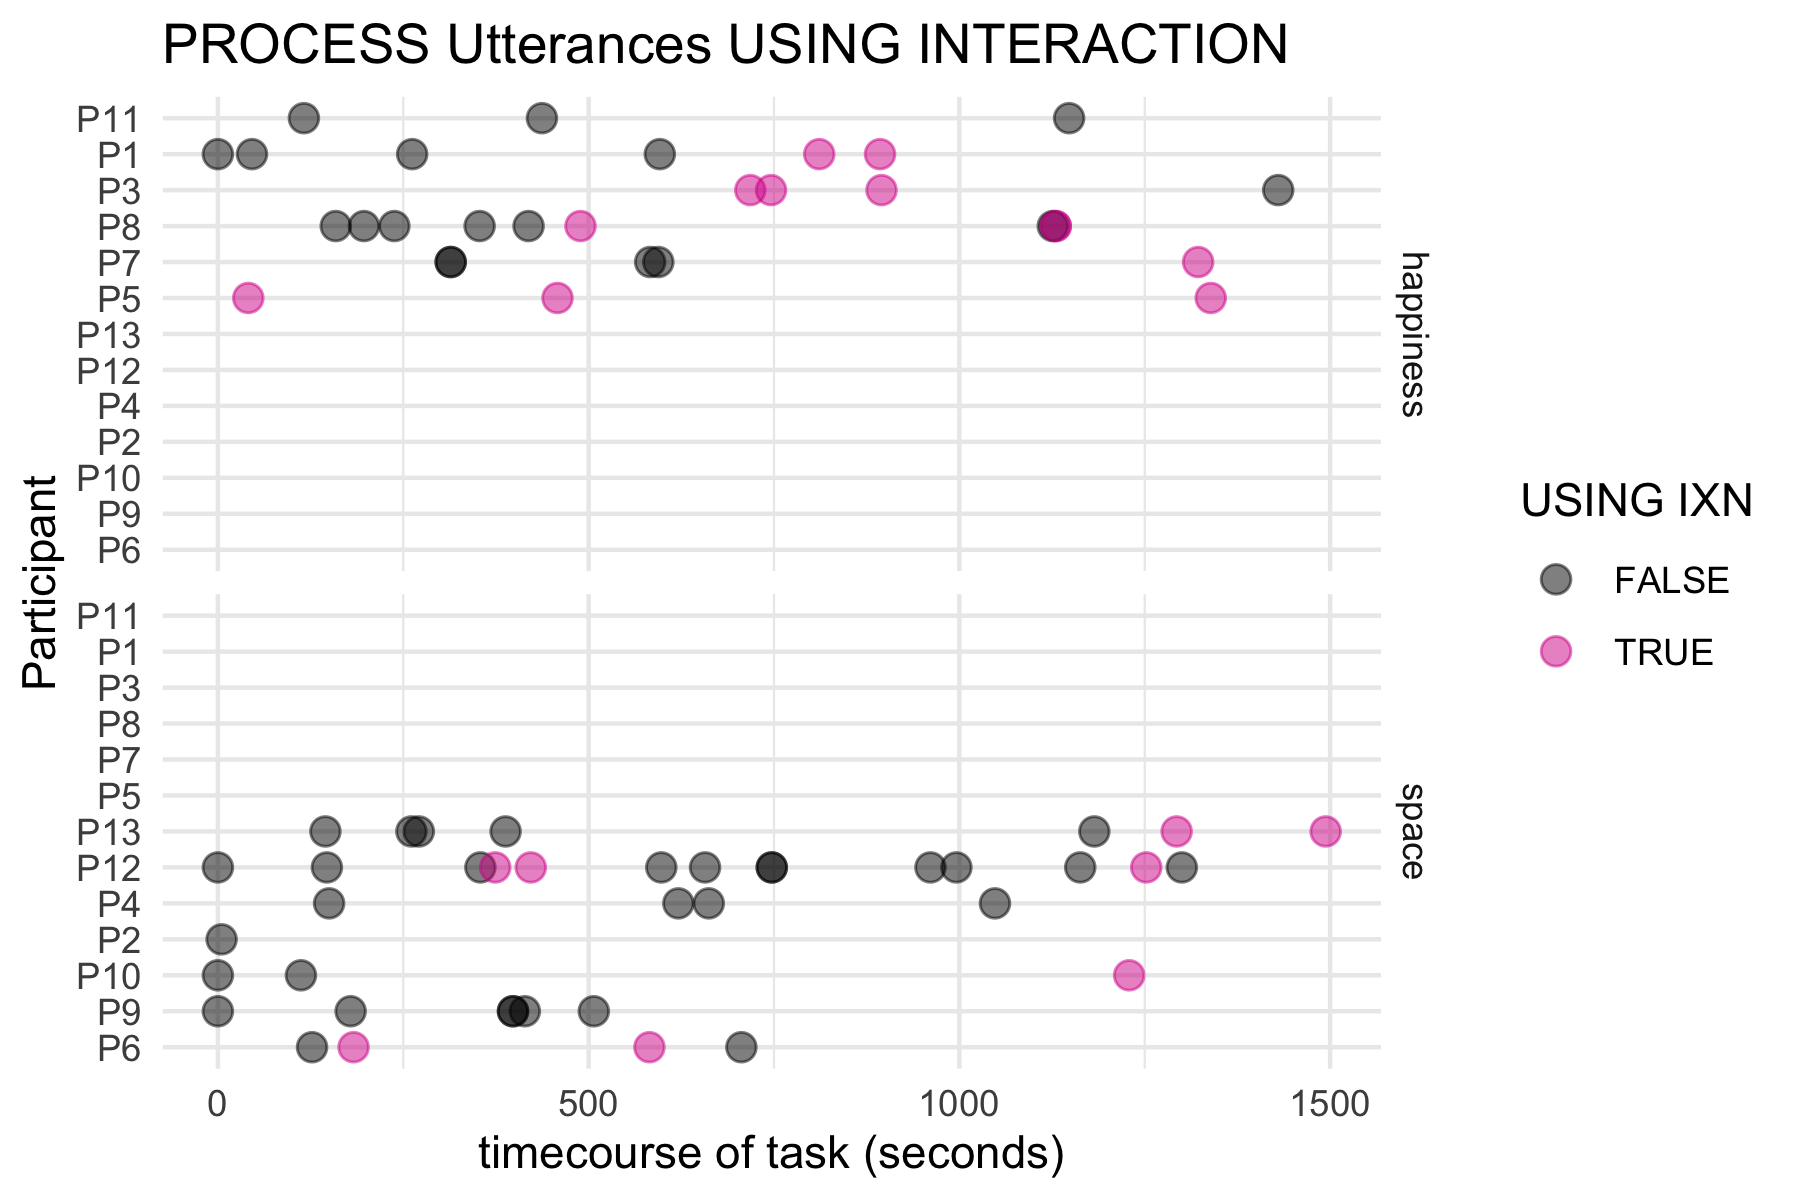 PROCESS Utterances USING INTERACTION
P11
P1
P3
P8
P7
P5
P13
P12
P4
P2
P10
P9
P6
happiness
P11
P1
P3
P8
P7
P5
P13
P12
P4
P2
P10
P9
P6
space
Participant
0 500 1000 1500
timecourse of task (seconds)
USING IXN
FALSE
TRUE